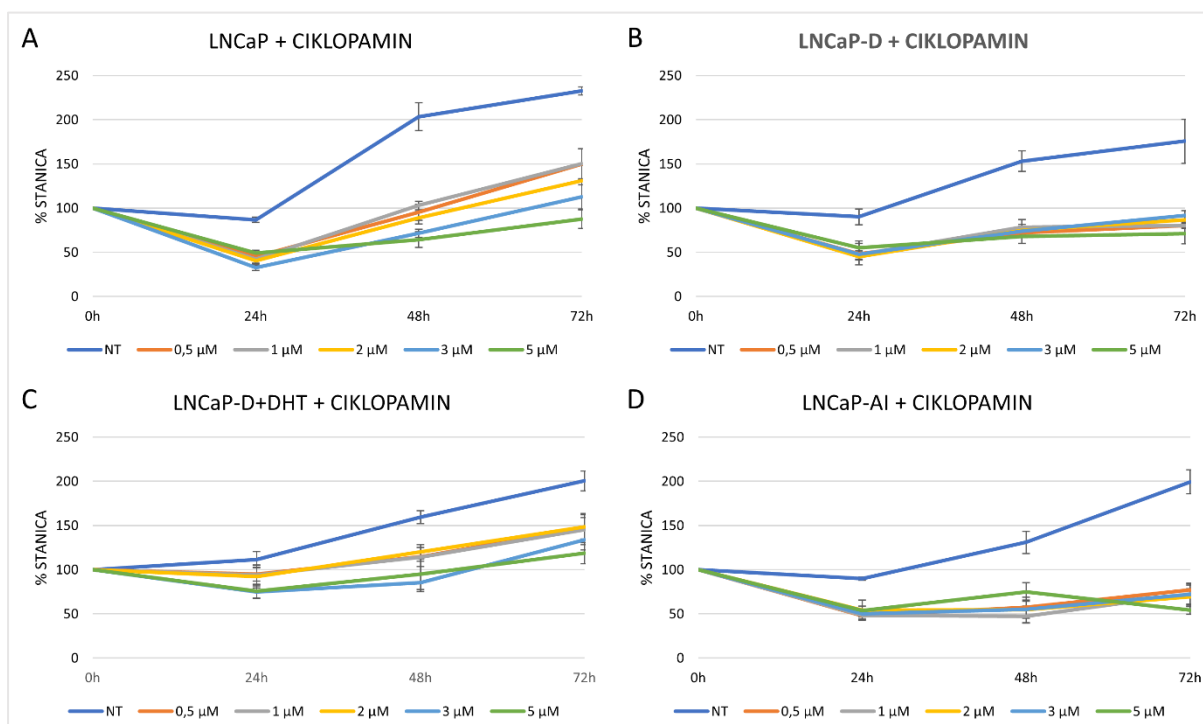 A
LNCaP + CIKLOPAMIN
% STANICA
250
200
150
100
50
0
0h 24h 48h 72h
NT 0,5 µM 1 µM 2 µM 3 µM 5 µM
B
LNCaP-D + CIKLOPAMIN
% STANICA
250
200
150
100
50
0
0h 24h 48h 72h
NT 0,5 µM 1 µM 2 µM 3 µM 5 µM
C
LNCaP-D+DHT + CIKLOPAMIN
% STANICA
250
200
150
100
50
0
0h 24h 48h 72h
NT 0,5 µM 1 µM 2 µM 3 µM 5 µM
D
LNCaP-AI + CIKLOPAMIN
% STANICA
250
200
150
100
50
0
0h 24h 48h 72h
NT 0,5 µM 1 µM 2 µM 3 µM 5 µM